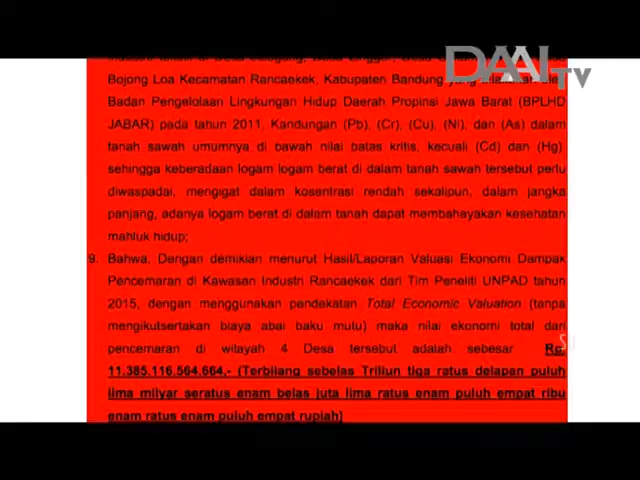 DAAI TV
Bojong Loa Kecamatan Rancaekek, Kabupaten Bandung
Badan Pengelolaan Lingkungan Hidup Daerah Propinsi Jawa Barat (BPLHD
JABAR) pada tahun 2011, Kandungan (Pb), (Cr), (Cu), (Ni), dan (As) dalam
tanah sawah umumnya di bawah nilai batas kritis, kecuali (Cd) dan (Hg)
sehingga keberadaan logam logam berat di dalam tanah sawah tersebut perlu
diwaspadai, mengigat dalam kosentrasi rendah sekalipun, dalam jangka
panjang, adanya logam berat di dalam tanah dapat membahayakan kesehatan
mahluk hidup;
9. Bahwa, Dengan demikian menurut Hasil/Laporan Valuasi Ekonomi Dampak
Pencemaran di Kawasan Industri Rancaekek dari Tim Peneliti UNPAD tahun
2015, dengan menggunakan pendekatan Total Economic Valuation (tanpa
mengikutsertakan biaya abai baku mutu) maka nilai ekonomi total dari
pencemaran di wilayah 4 Desa tersebut adalah sebesar Rp.
11.385.116.564.664,- (Terbilang sebelas Triliun tiga ratus delapan puluh
lima milyar seratus enam belas juta lima ratus enam puluh empat ribu
enam ratus enam puluh empat rupiah)